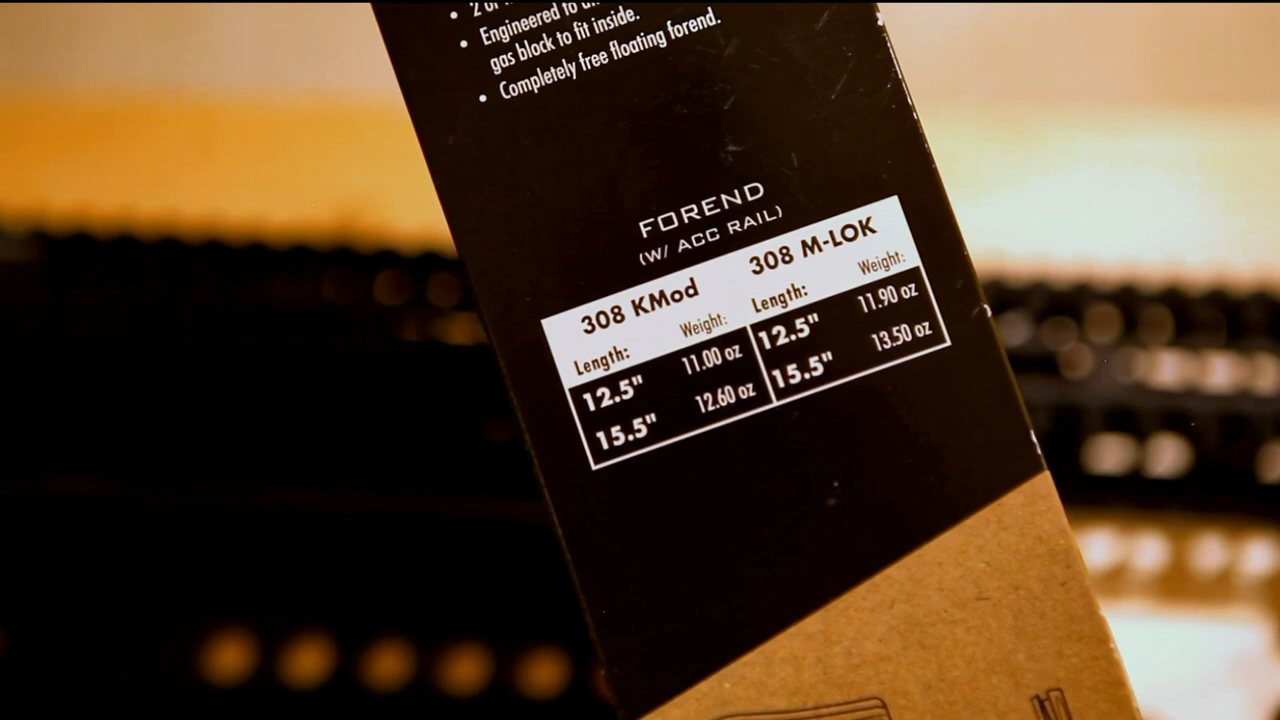 • 2 of
• Engineered to
gas block to fit inside.
• Completely free floating forend.
FOREND
(W/ ACC RAIL)
308 KMod 308 M-LOK
Length: Weight: Length: Weight:
12.5" 11.00 oz 12.5" 11.90 oz
15.5" 12.60 oz 15.5" 13.50 oz